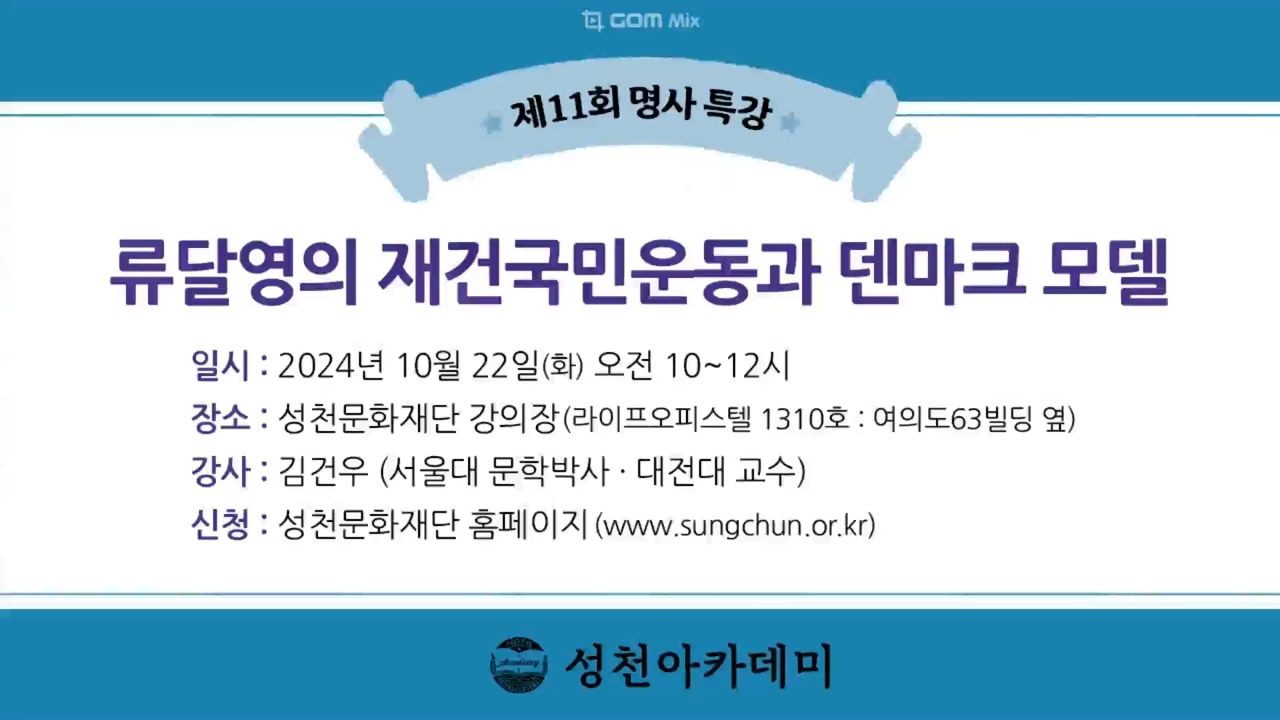 GOM Mix
제11회 명사 특강
류달영의 재건국민운동과 덴마크 모델
일시 : 2024년 10월 22일(화) 오전 10~12시
장소 : 성천문화재단 강의장(라이프오피스텔 1310호 : 여의도63빌딩 옆)
강사 : 김건우 (서울대 문학박사 · 대전대 교수)
신청 : 성천문화재단 홈페이지(www.sungchun.or.kr)
Academy
성천아카데미